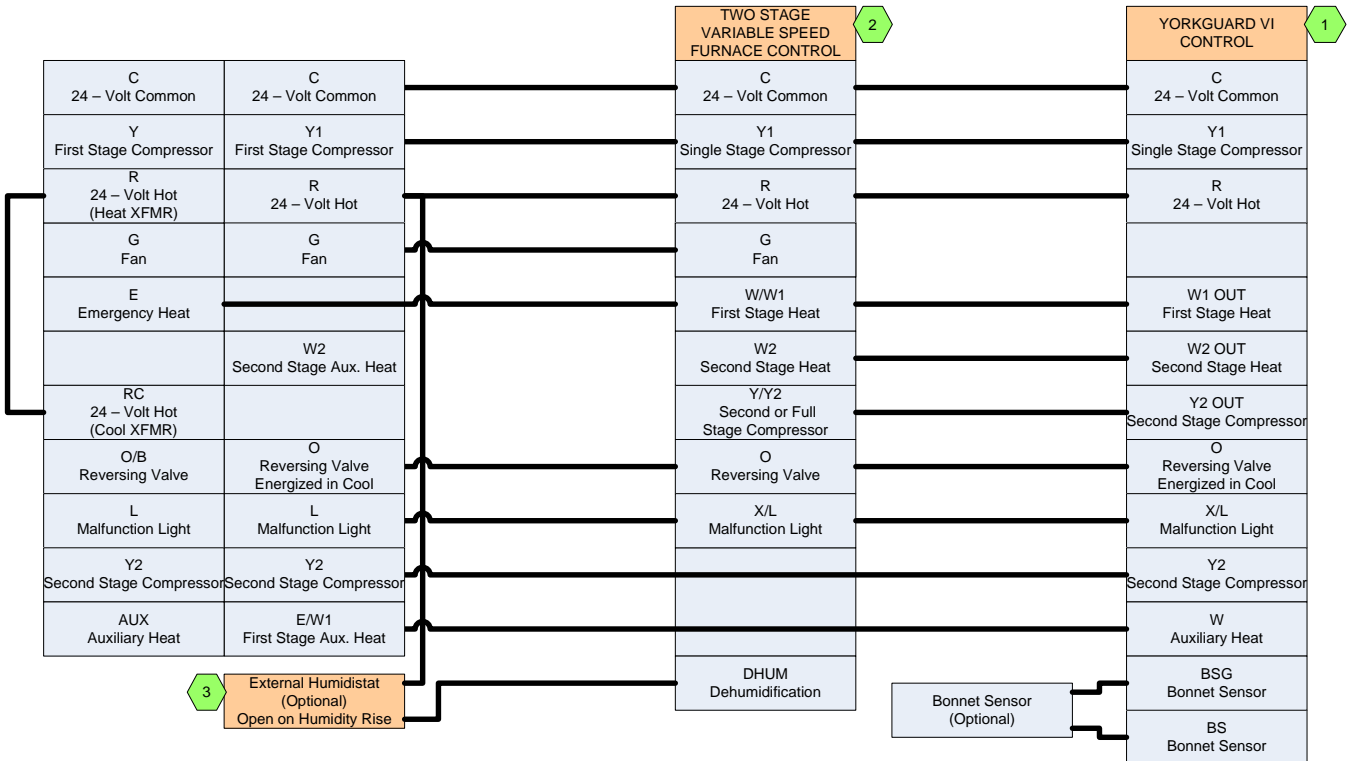 TWO STAGE
VARIABLE SPEED
FURNACE CONTROL
2
YORKGUARD VI
CONTROL
1
C
24 – Volt Common
C
24 – Volt Common
C
24 – Volt Common
C
24 – Volt Common
Y
First Stage Compressor
Y1
First Stage Compressor
Y1
Single Stage Compressor
Y1
Single Stage Compressor
R
24 – Volt Hot
(Heat XFMR)
R
24 – Volt Hot
R
24 – Volt Hot
R
24 – Volt Hot
G
Fan
G
Fan
G
Fan
E
Emergency Heat
W/W1
First Stage Heat
W1 OUT
First Stage Heat
W2
Second Stage Aux. Heat
W2
Second Stage Heat
W2 OUT
Second Stage Heat
RC
24 – Volt Hot
(Cool XFMR)
Y/Y2
Second or Full
Stage Compressor
Y2 OUT
Second Stage Compressor
O/B
Reversing Valve
O
Reversing Valve
Energized in Cool
O
Reversing Valve
O
Reversing Valve
Energized in Cool
L
Malfunction Light
L
Malfunction Light
X/L
Malfunction Light
X/L
Malfunction Light
Y2
Second Stage Compressor
Y2
Second Stage Compressor
Y2
Second Stage Compressor
AUX
Auxiliary Heat
E/W1
First Stage Aux. Heat
W
Auxiliary Heat
3
External Humidistat
(Optional)
Open on Humidity Rise
DHUM
Dehumidification
Bonnet Sensor
(Optional)
BSG
Bonnet Sensor
BS
Bonnet Sensor